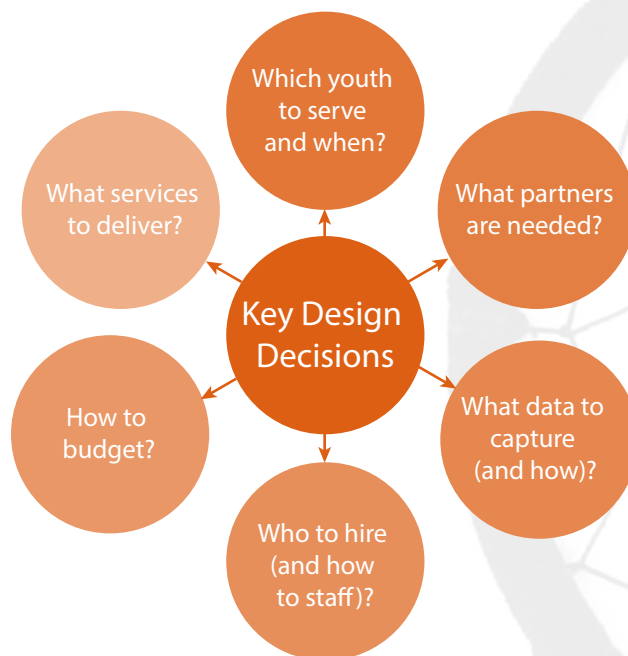 Which youth
to serve
and when?
What services
to deliver?
What partners
are needed?
Key Design
Decisions
How to
budget?
What data to
capture
(and how)?
Who to hire
(and how
to staff)?